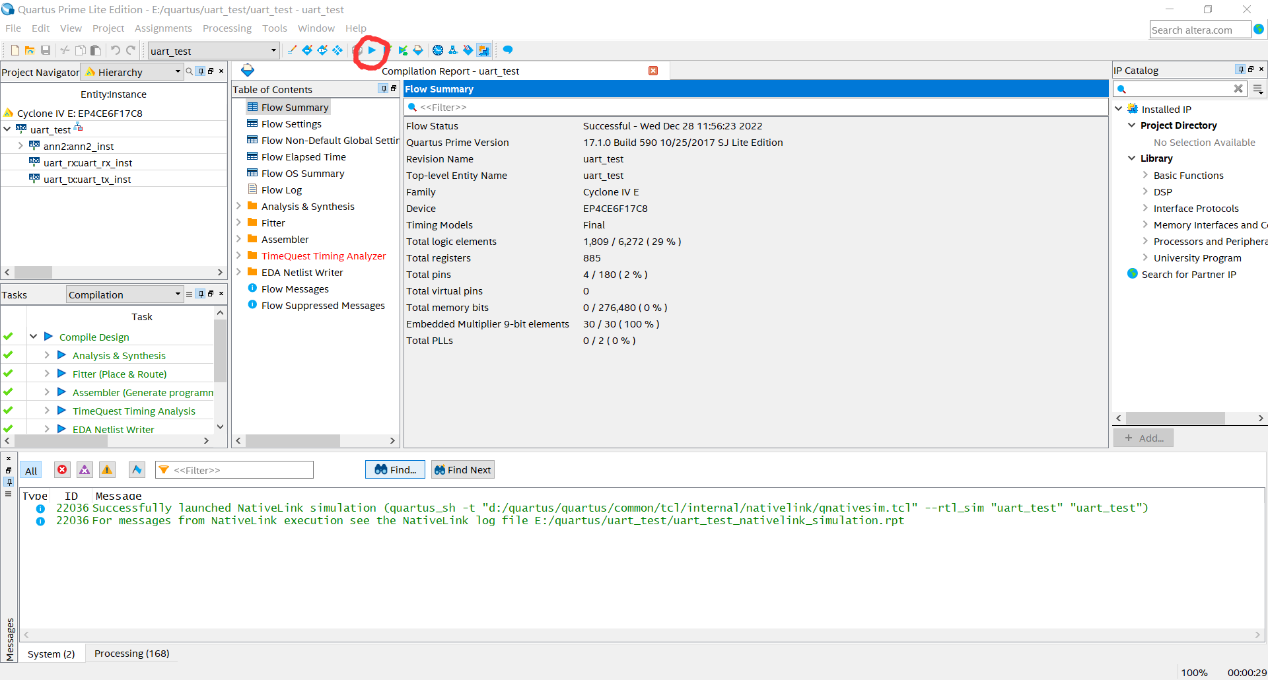 Quartus Prime Lite Edition - E:/quartus/uart_test/uart_test - uart_test
File Edit View Project Assignments Processing Tools Window Help
Search altera.com
uart_test
Project Navigator Hierarchy
Entity:Instance
Cyclone IV E: EP4CE6F17C8
uart_test
ann2:ann2_inst
uart_rx:uart_rx_inst
uart_tx:uart_tx_inst
Tasks Compilation
Task
Compile Design
Analysis & Synthesis
Fitter (Place & Route)
Assembler (Generate programm
TimeQuest Timing Analysis
EDA Netlist Writer
Compilation Report - uart_test
Table of Contents
Flow Summary
Flow Settings
Flow Non-Default Global Settin
Flow Elapsed Time
Flow OS Summary
Flow Log
Analysis & Synthesis
Fitter
Assembler
TimeQuest Timing Analyzer
EDA Netlist Writer
Flow Messages
Flow Suppressed Messages
Flow Summary
<<Filter>>
Flow Status Successful - Wed Dec 28 11:56:23 2022
Quartus Prime Version 17.1.0 Build 590 10/25/2017 SJ Lite Edition
Revision Name uart_test
Top-level Entity Name uart_test
Family Cyclone IV E
Device EP4CE6F17C8
Timing Models Final
Total logic elements 1,809 / 6,272 ( 29 % )
Total registers 885
Total pins 4 / 180 ( 2 % )
Total virtual pins 0
Total memory bits 0 / 276,480 ( 0 % )
Embedded Multiplier 9-bit elements 30 / 30 ( 100 % )
Total PLLs 0 / 2 ( 0 % )
IP Catalog
Installed IP
Project Directory
No Selection Available
Library
Basic Functions
DSP
Interface Protocols
Memory Interfaces and Co
Processors and Periphera
University Program
Search for Partner IP
+ Add...
All <<Filter>> Find... Find Next
Type ID Message
22036 Successfully launched NativeLink simulation (quartus_sh -t "d:/quartus/quartus/common/tcl/internal/nativelink/qnativesim.tcl" --rtl_sim "uart_test" "uart_test")
22036 For messages from NativeLink execution see the NativeLink log file E:/quartus/uart_test/uart_test_nativelink_simulation.rpt
Messages
System (2) Processing (168)
100% 00:00:29